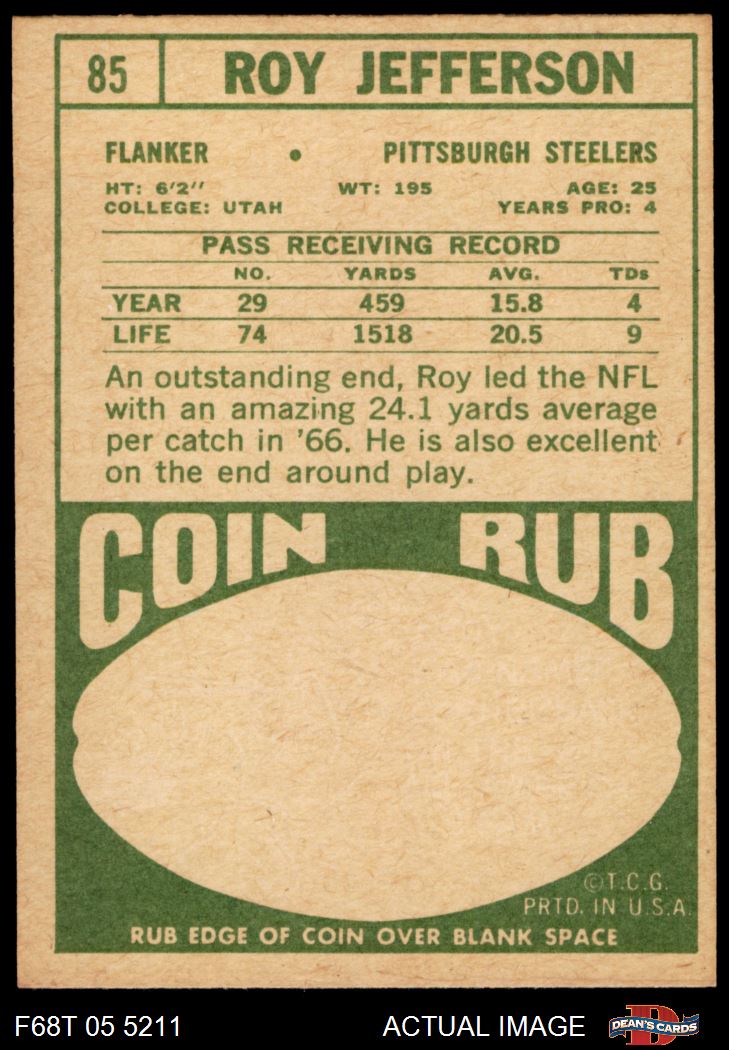 85 ROY JEFFERSON
FLANKER • PITTSBURGH STEELERS
HT: 6'2" WT: 195 AGE: 25
COLLEGE: UTAH YEARS PRO: 4
PASS RECEIVING RECORD
NO. YARDS AVG. TDs
YEAR 29 459 15.8 4
LIFE 74 1518 20.5 9
An outstanding end, Roy led the NFL
with an amazing 24.1 yards average
per catch in '66. He is also excellent
on the end around play.
COIN RUB
©T.C.G.
PRTD. IN U.S.A.
RUB EDGE OF COIN OVER BLANK SPACE
F68T 05 5211 ACTUAL IMAGE D DEAN'S CARDS